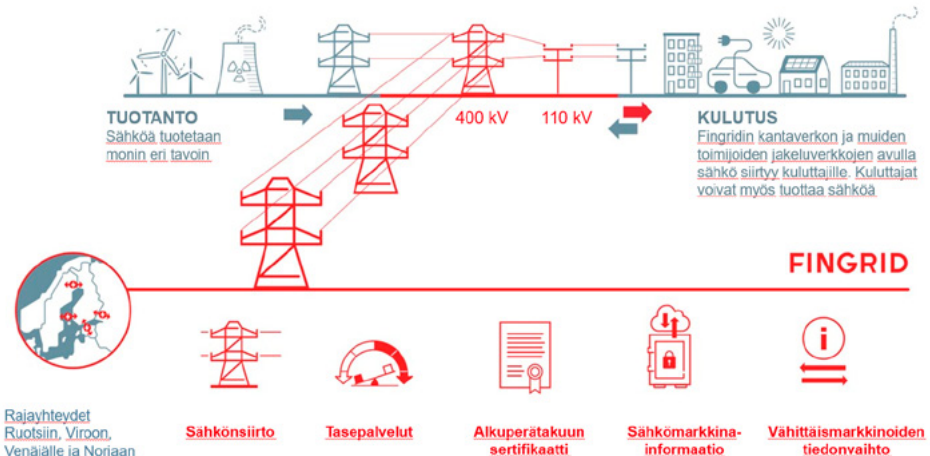 TUOTANTO
Sähköä tuotetaan
monin eri tavoin
400 kV
110 kV
KULUTUS
Fingridin kantaverkon ja muiden
toimijoiden jakeluverkkojen avulla
sähkö siirtyy kuluttajille. Kuluttajat
voivat myös tuottaa sähköä
FINGRID
Rajayhteydet
Ruotsiin, Viroon,
Venäjälle ja Norjaan
Sähkönsiirto
Tasepalvelut
Alkuperätakuun
sertifikaatti
Sähkömarkkina-
informaatio
Vähittäismarkkinoiden
tiedonvaihto